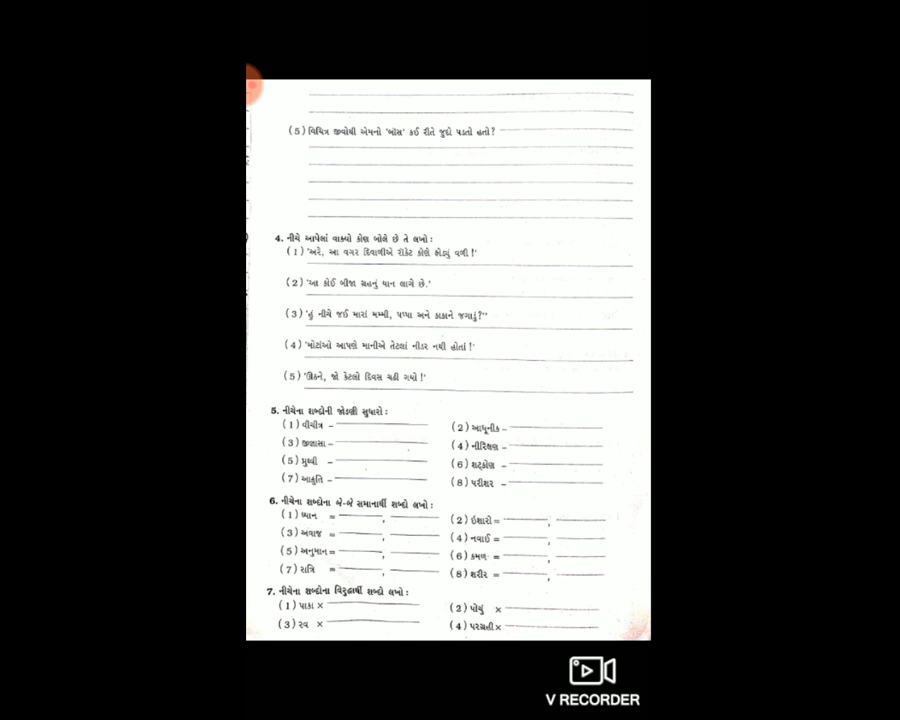 (5) વિચિત્ર જીવોથી એમનો 'બૉસ' કઈ રીતે જુદો પડતો હતો?
4. નીચે આપેલાં વાક્યો કોણ બોલે છે તે લખો :
(1) 'અરે, આ વગર દિવાળીએ રૉકેટ કોણે છોડ્યું વળી !'
(2) 'આ કોઈ બીજા ગ્રહનું યાન લાગે છે.'
(3) 'હું નીચે જઈ મારાં મમ્મી, પપ્પા અને કાકાને જગાડું?''
(4) 'મોટાંઓ આપણે માનીએ તેટલાં નીડર નથી હોતાં !'
(5) 'ઊઠને, જો કેટલો દિવસ ચઢી ગયો !'
5. નીચેના શબ્દોની જોડણી સુધારો :
(1) વીચીત્ર – (2) આધૂનીક –
(3) જીજ્ઞાસા – (4) નીરિક્ષણ –
(5) પ્રુથ્વી – (6) શટ્કોણ –
(7) આક્રુતિ – (8) પરીશર –
6. નીચેના શબ્દોના બે-બે સમાનાર્થી શબ્દો લખો :
(1) ધ્યાન = , (2) ઇશારો = ,
(3) અવાજ = , (4) નવાઈ = ,
(5) અનુમાન = , (6) કમળ = ,
(7) રાત્રિ = , (8) શરીર = ,
7. નીચેના શબ્દોના વિરુદ્ધાર્થી શબ્દો લખો :
(1) પાકા × (2) પોચું ×
(3) રવ × (4) પરગ્રહી ×
V RECORDER